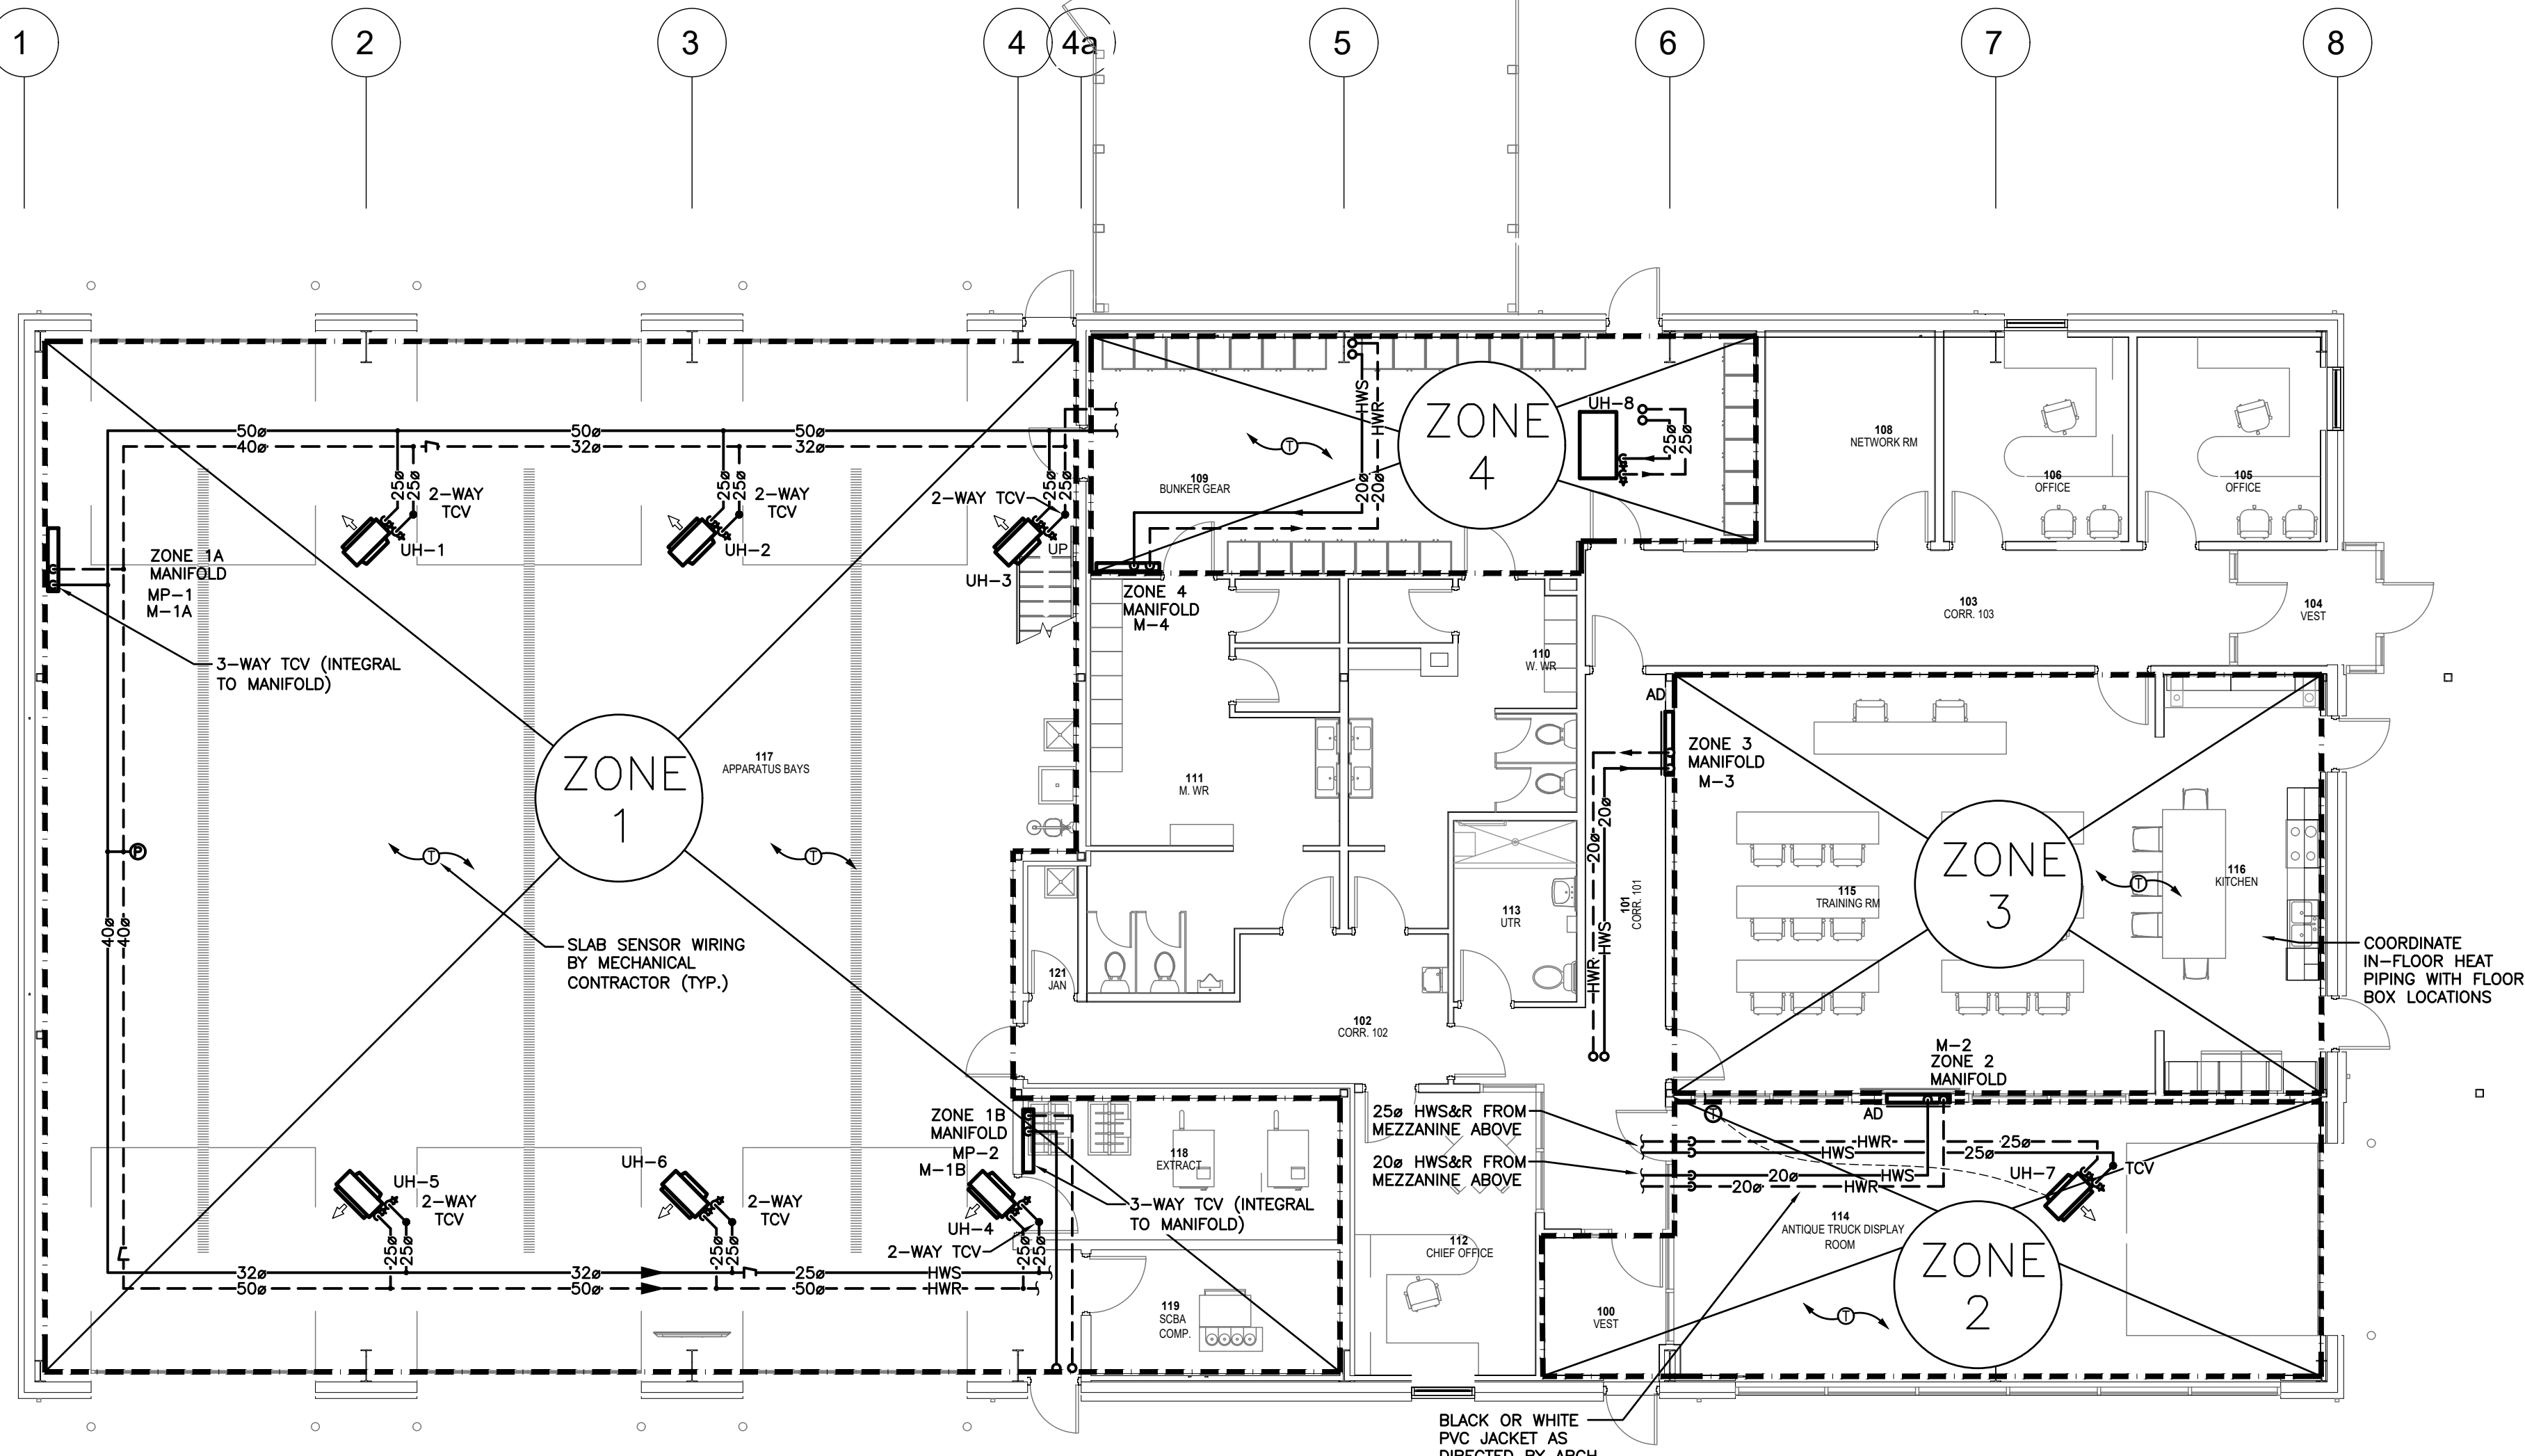 1
2
3
4
4a
5
6
7
8
50ø
50ø
50ø
40ø
32ø
32ø
25ø
25ø
2-WAY
TCV
UH-1
25ø
25ø
2-WAY
TCV
UH-2
25ø
25ø
2-WAY TCV
UP
UH-3
ZONE 1A
MANIFOLD
MP-1
M-1A
3-WAY TCV (INTEGRAL
TO MANIFOLD)
ZONE
1
117
APPARATUS BAYS
P
T
T
40ø
40ø
SLAB SENSOR WIRING
BY MECHANICAL
CONTRACTOR (TYP.)
UH-5
2-WAY
TCV
25ø
25ø
UH-6
2-WAY
TCV
25ø
25ø
UH-4
2-WAY TCV
25ø
25ø
32ø
32ø
25ø
HWS
50ø
50ø
50ø
HWR
ZONE 1B
MANIFOLD
MP-2
M-1B
3-WAY TCV (INTEGRAL
TO MANIFOLD)
118
EXTRACT
119
SCBA
COMP.
HWS
HWR
20ø
20ø
T
109
BUNKER GEAR
ZONE
4
UH-8
25ø
25ø
ZONE 4
MANIFOLD
M-4
108
NETWORK RM
106
OFFICE
105
OFFICE
103
CORR. 103
104
VEST
110
W. WR
111
M. WR
113
UTR
121
JAN
102
CORR. 102
101
CORR. 101
20ø
20ø
HWR
HWS
AD
ZONE 3
MANIFOLD
M-3
ZONE
3
115
TRAINING RM
T
116
KITCHEN
COORDINATE
IN-FLOOR HEAT
PIPING WITH FLOOR
BOX LOCATIONS
M-2
ZONE 2
MANIFOLD
AD
T
25ø HWS&R FROM
MEZZANINE ABOVE
20ø HWS&R FROM
MEZZANINE ABOVE
HWR
25ø
HWS
25ø
20ø
HWS
20ø
HWR
UH-7
TCV
112
CHIEF OFFICE
100
VEST
114
ANTIQUE TRUCK DISPLAY
ROOM
ZONE
2
T
BLACK OR WHITE
PVC JACKET AS
DIRECTED BY ARCH